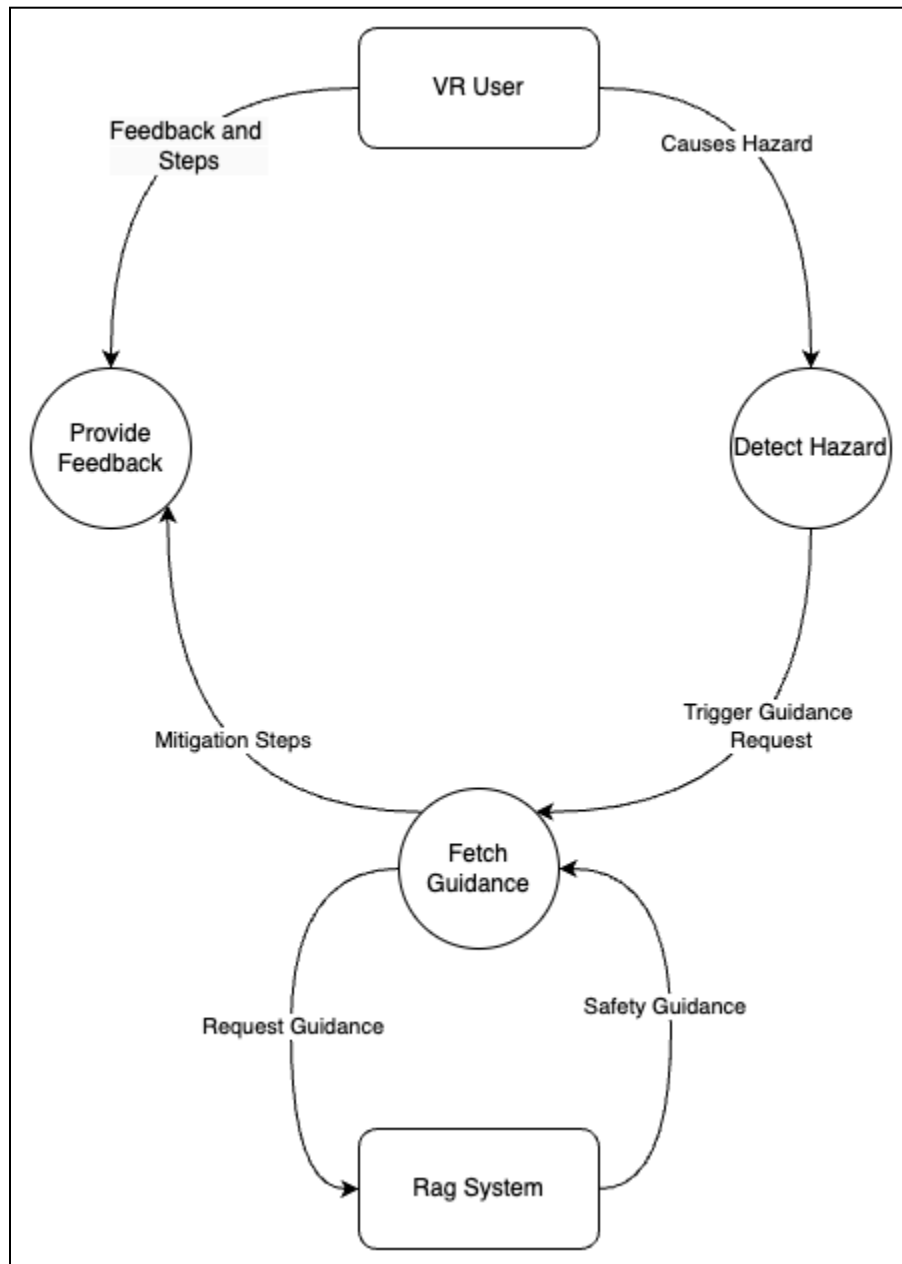 VR User
Feedback and
Steps
Causes Hazard
Provide
Feedback
Detect Hazard
Mitigation Steps
Trigger Guidance
Request
Fetch
Guidance
Request Guidance
Safety Guidance
Rag System